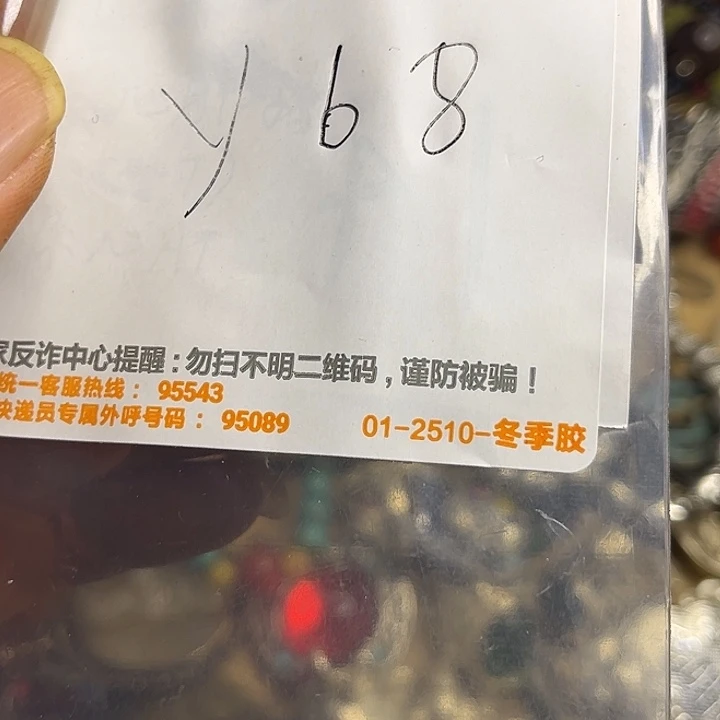 y68
家反诈中心提醒：勿扫不明二维码，谨防被骗！
统一客服热线：95543
快递员专属外呼号码：95089
01-2510-冬季胶